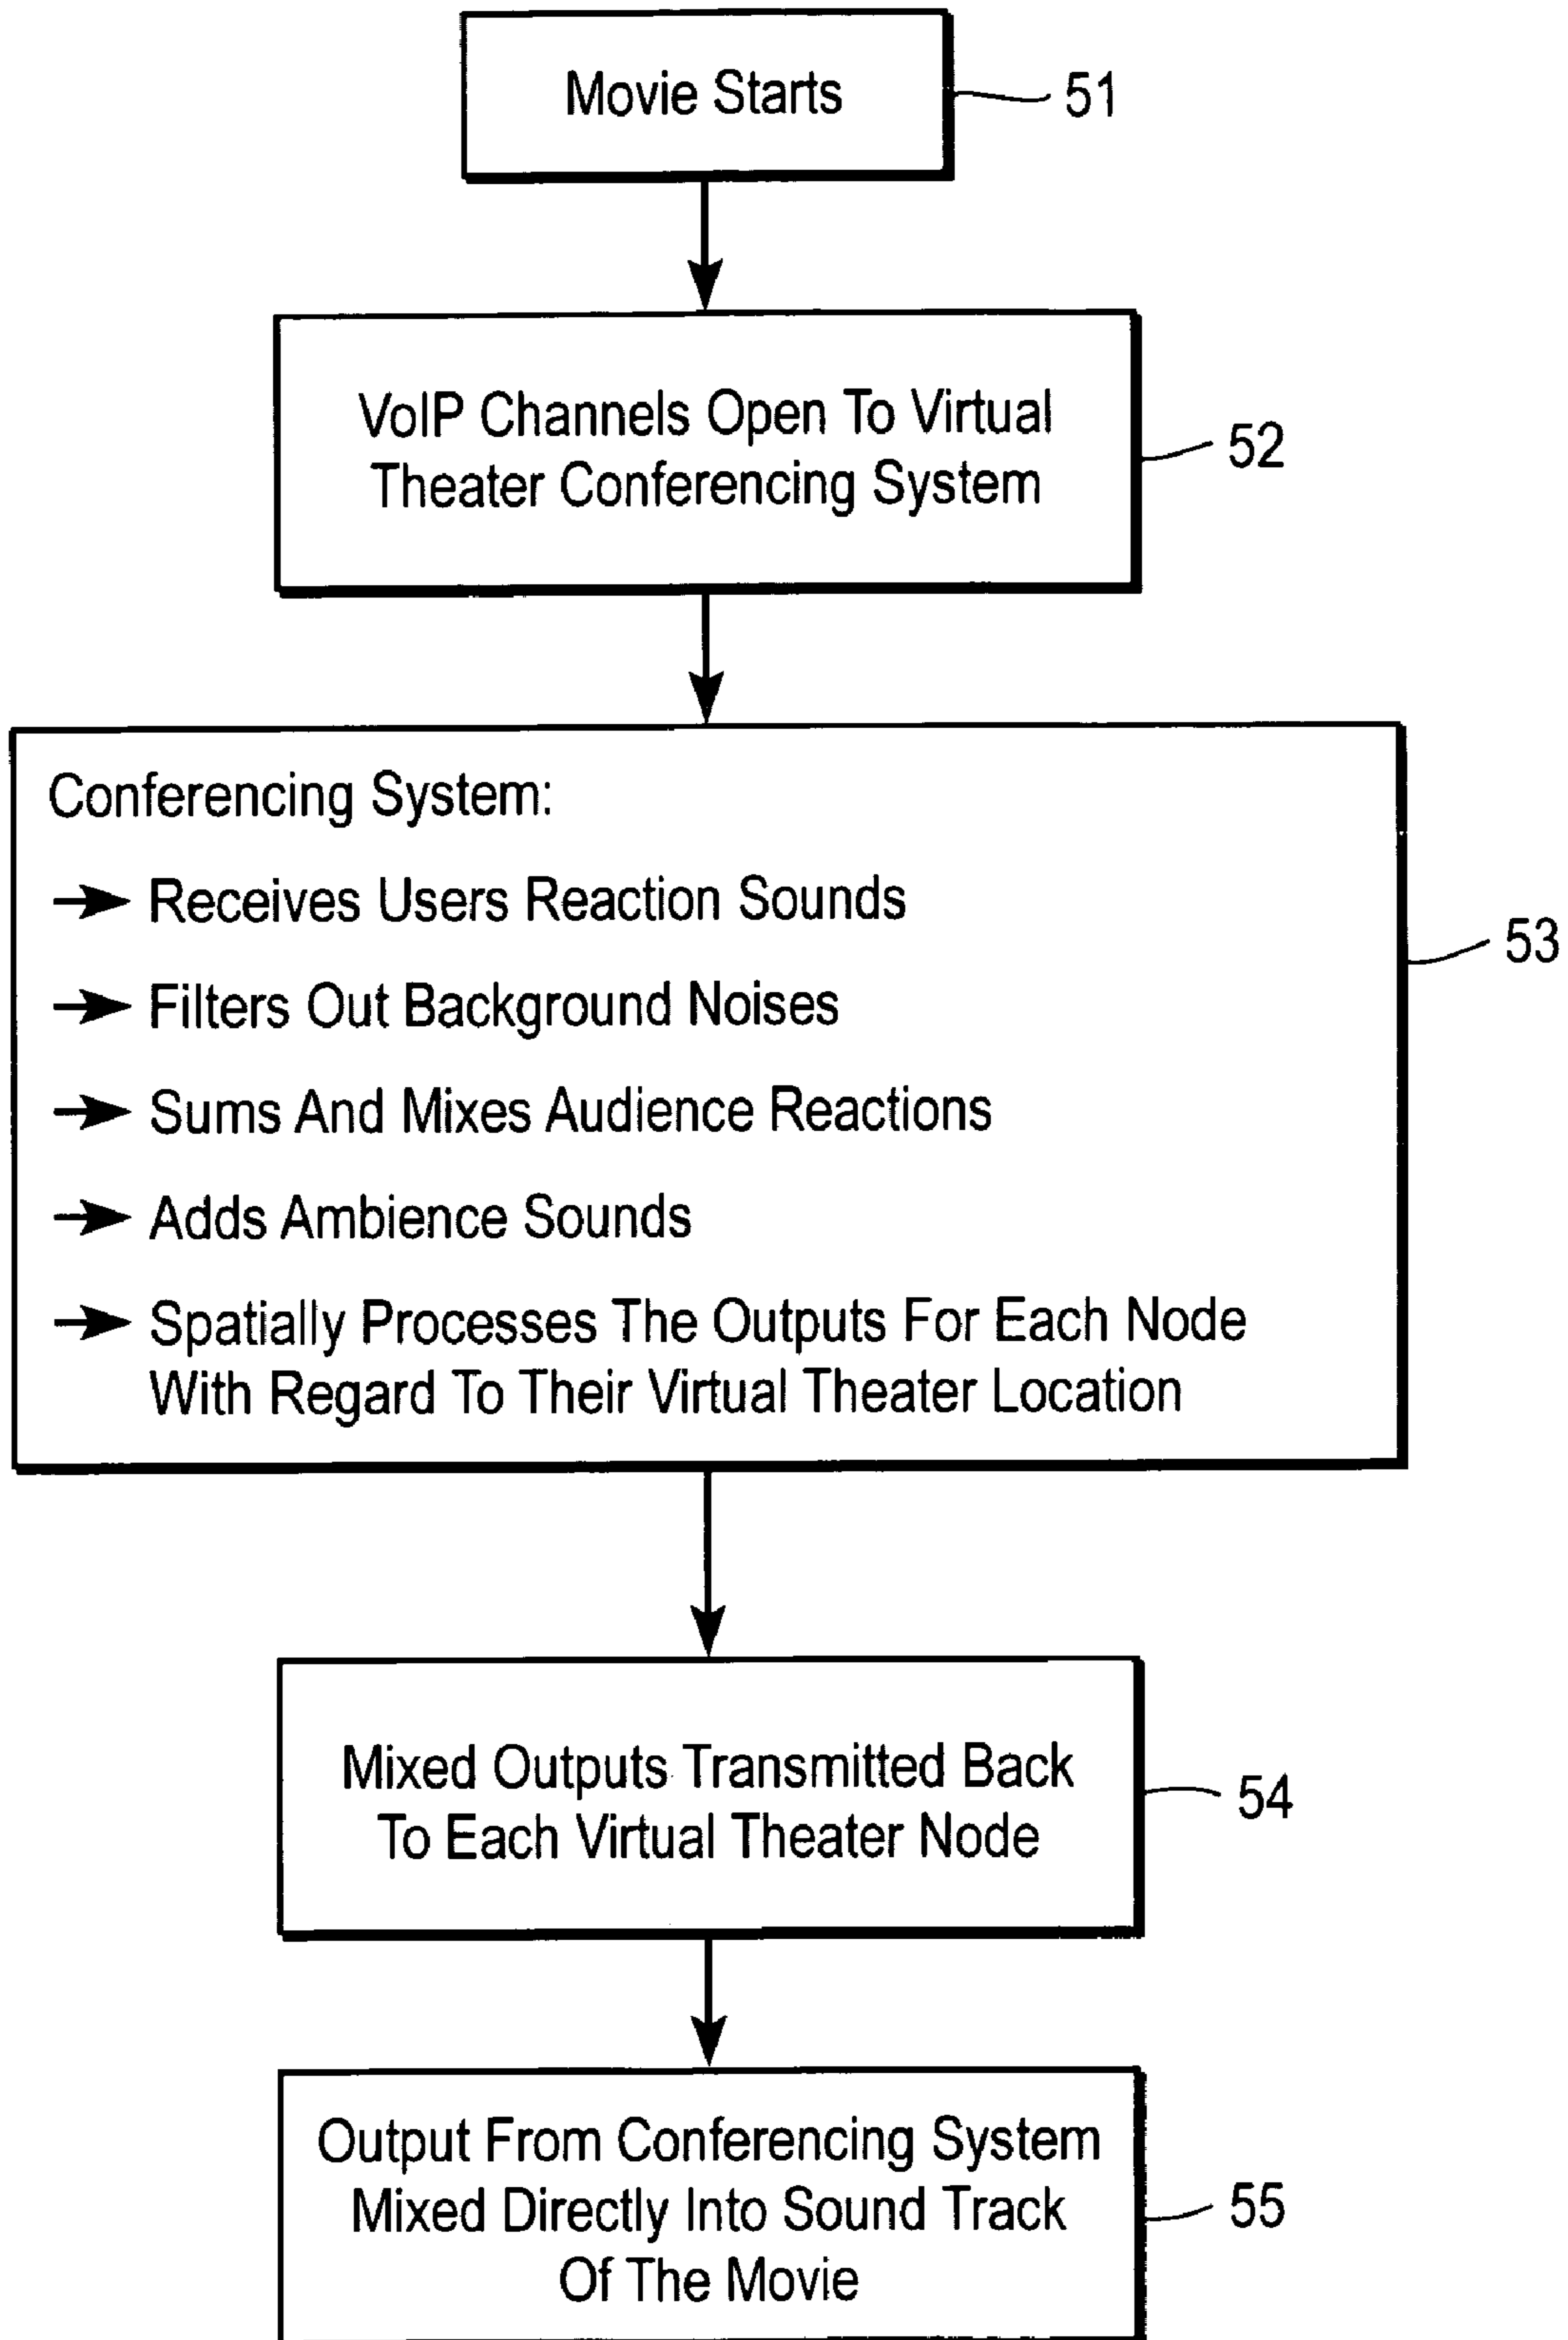 Movie Starts
51
VoIP Channels Open To Virtual
Theater Conferencing System
52
Conferencing System:
Receives Users Reaction Sounds
Filters Out Background Noises
Sums And Mixes Audience Reactions
Adds Ambience Sounds
Spatially Processes The Outputs For Each Node
With Regard To Their Virtual Theater Location
53
Mixed Outputs Transmitted Back
To Each Virtual Theater Node
54
Output From Conferencing System
Mixed Directly Into Sound Track
Of The Movie
55